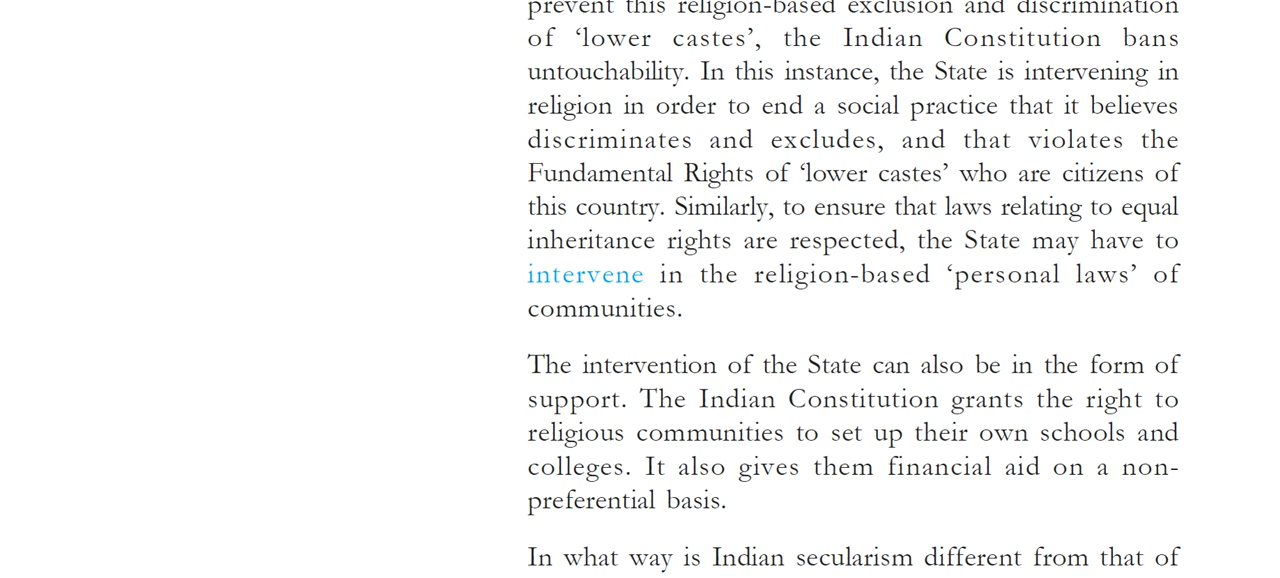 prevent this religion-based exclusion and discrimination
of ‘lower castes’, the Indian Constitution bans
untouchability. In this instance, the State is intervening in
religion in order to end a social practice that it believes
discriminates and excludes, and that violates the
Fundamental Rights of ‘lower castes’ who are citizens of
this country. Similarly, to ensure that laws relating to equal
inheritance rights are respected, the State may have to
intervene in the religion-based ‘personal laws’ of
communities.
The intervention of the State can also be in the form of
support. The Indian Constitution grants the right to
religious communities to set up their own schools and
colleges. It also gives them financial aid on a non-
preferential basis.
In what way is Indian secularism different from that of